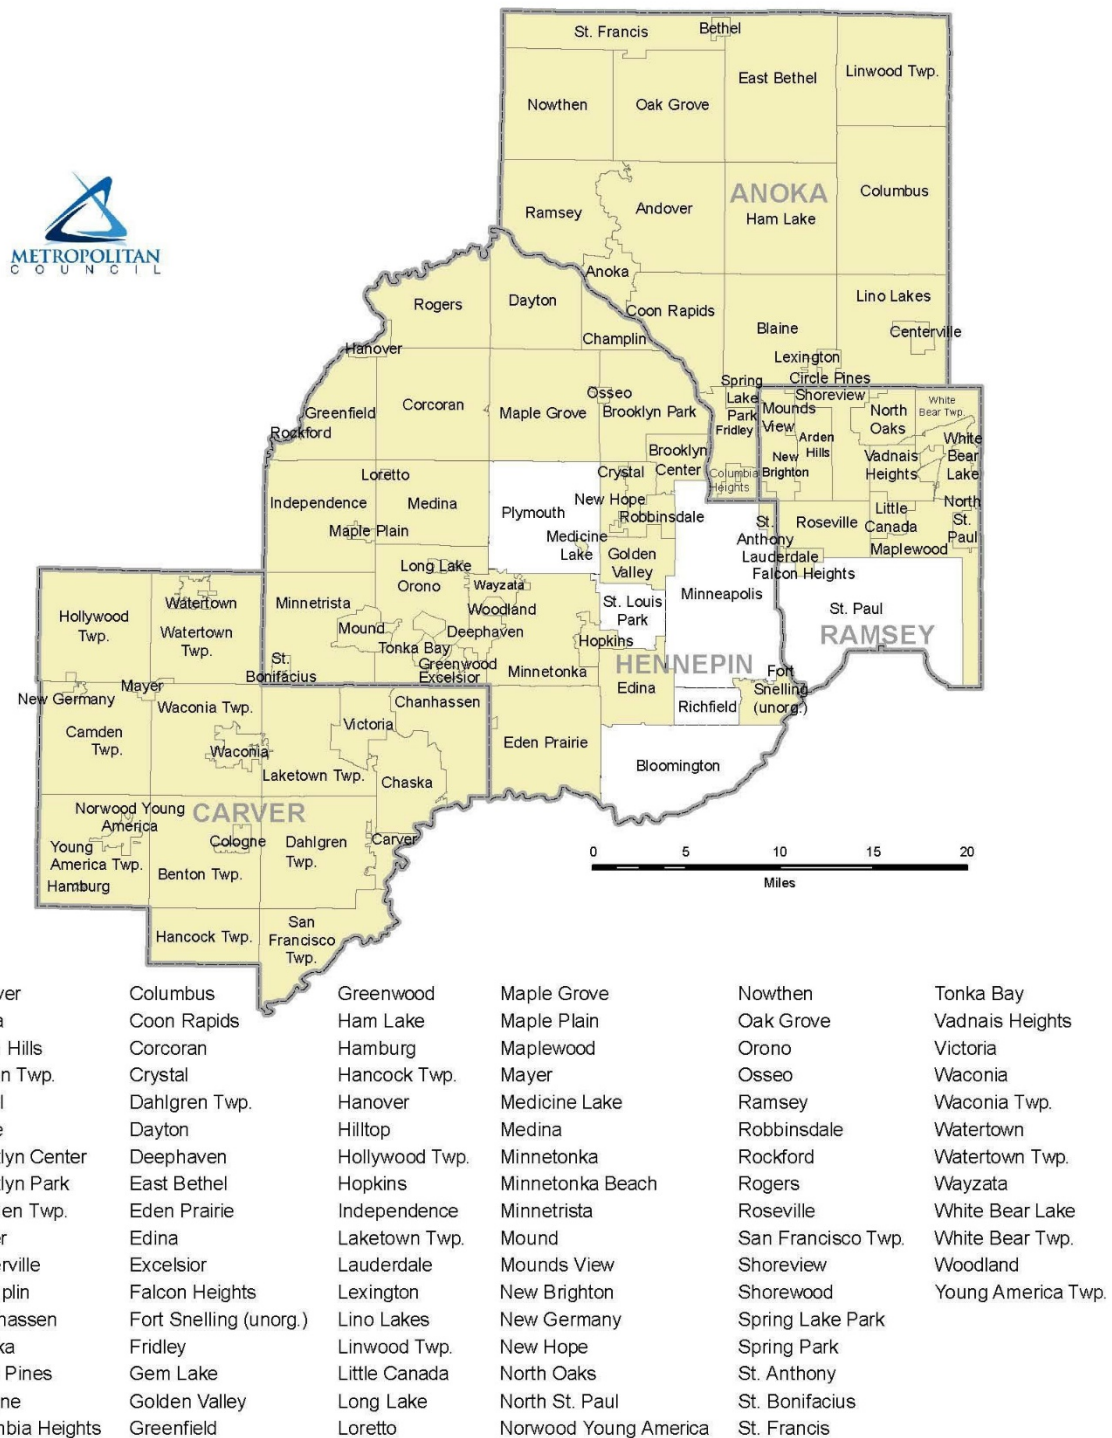 METROPOLITAN
COUNCIL
St. Francis
Bethel
East Bethel
Linwood Twp.
Nowthen
Oak Grove
ANOKA
Columbus
Ramsey
Andover
Ham Lake
Anoka
Rogers
Dayton
Coon Rapids
Lino Lakes
Blaine
Centerville
Champlin
Hanover
Lexington
Circle Pines
Spring
Lake
Park
Shoreview
White
Bear Twp.
Osseo
Corcoran
Greenfield
Maple Grove
Brooklyn Park
Mounds
View
North
Oaks
Fridley
Arden
Hills
White
Bear
Lake
Rockford
Brooklyn
Center
New
Brighton
Vadnais
Heights
Loretto
Crystal
Columbia
Heights
Independence
Medina
Plymouth
New Hope
Robbinsdale
St.
Anthony
Roseville
Little
Canada
North
St.
Paul
Maple Plain
Medicine
Lake
Golden
Valley
Lauderdale
Maplewood
Long Lake
Orono
Wayzata
Falcon Heights
Hollywood
Twp.
Watertown
Watertown
Twp.
Minnetrista
Woodland
St. Louis
Park
Minneapolis
St. Paul
RAMSEY
Mound
Deephaven
Tonka Bay
Hopkins
Greenwood
Excelsior
Minnetonka
HENNEPIN
St.
Bonifacius
Fort
Snelling
(unorg.)
Edina
New Germany
Mayer
Waconia Twp.
Chanhassen
Richfield
Camden
Twp.
Victoria
Waconia
Eden Prairie
Laketown Twp.
Chaska
Bloomington
Norwood Young
America
CARVER
Young
America Twp.
Cologne
Dahlgren
Twp.
Carver
Hamburg
Benton Twp.
0 5 10 15 20
Miles
Hancock Twp.
San
Francisco
Twp.
ver Columbus Greenwood Maple Grove Nowthen Tonka Bay
a Coon Rapids Ham Lake Maple Plain Oak Grove Vadnais Heights
Hills Corcoran Hamburg Maplewood Orono Victoria
n Twp. Crystal Hancock Twp. Mayer Osseo Waconia
l Dahlgren Twp. Hanover Medicine Lake Ramsey Waconia Twp.
e Dayton Hilltop Medina Robbinsdale Watertown
klyn Center Deephaven Hollywood Twp. Minnetonka Rockford Watertown Twp.
klyn Park East Bethel Hopkins Minnetonka Beach Rogers Wayzata
en Twp. Eden Prairie Independence Minnetrista Roseville White Bear Lake
er Edina Laketown Twp. Mound San Francisco Twp. White Bear Twp.
erville Excelsior Lauderdale Mounds View Shoreview Woodland
plin Falcon Heights Lexington New Brighton Shorewood Young America Twp.
hassen Fort Snelling (unorg.) Lino Lakes New Germany Spring Lake Park
ka Fridley Linwood Twp. New Hope Spring Park
Pines Gem Lake Little Canada North Oaks St. Anthony
ne Golden Valley Long Lake North St. Paul St. Bonifacius
mbia Heights Greenfield Loretto Norwood Young America St. Francis